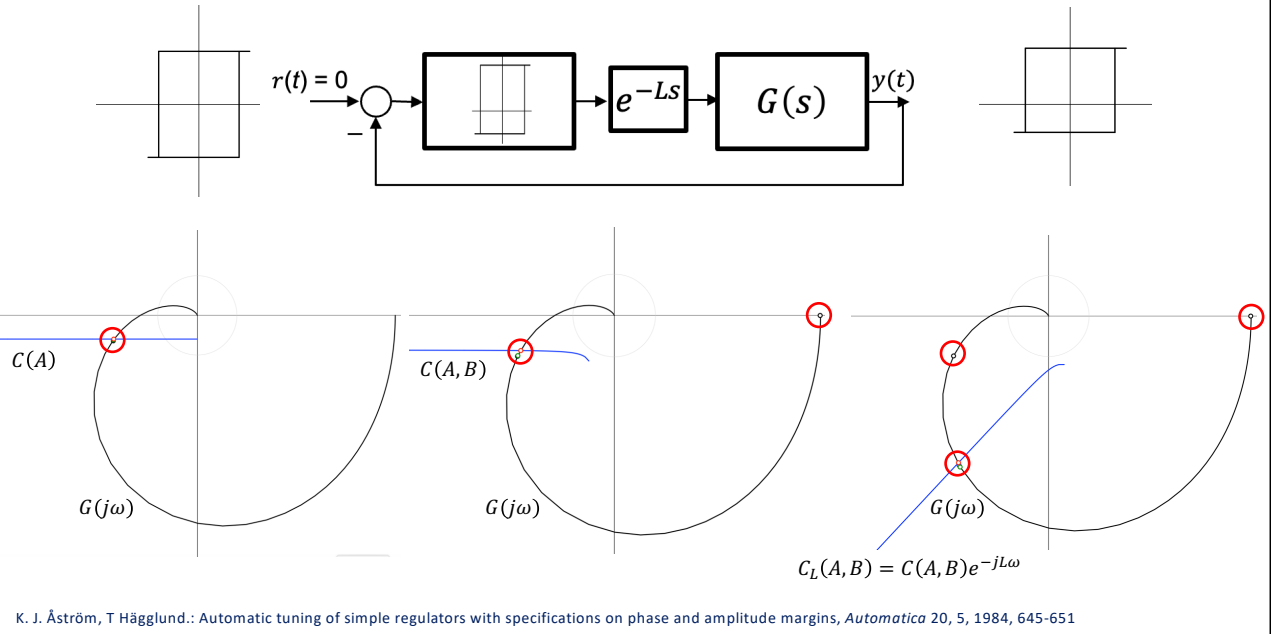 r(t) = 0
−
e^{-Ls}
G(s)
y(t)
C(A)
G(jω)
C(A, B)
G(jω)
G(jω)
C_L(A, B) = C(A, B)e^{-jLω}
K. J. Åström, T Hägglund.: Automatic tuning of simple regulators with specifications on phase and amplitude margins, Automatica 20, 5, 1984, 645-651